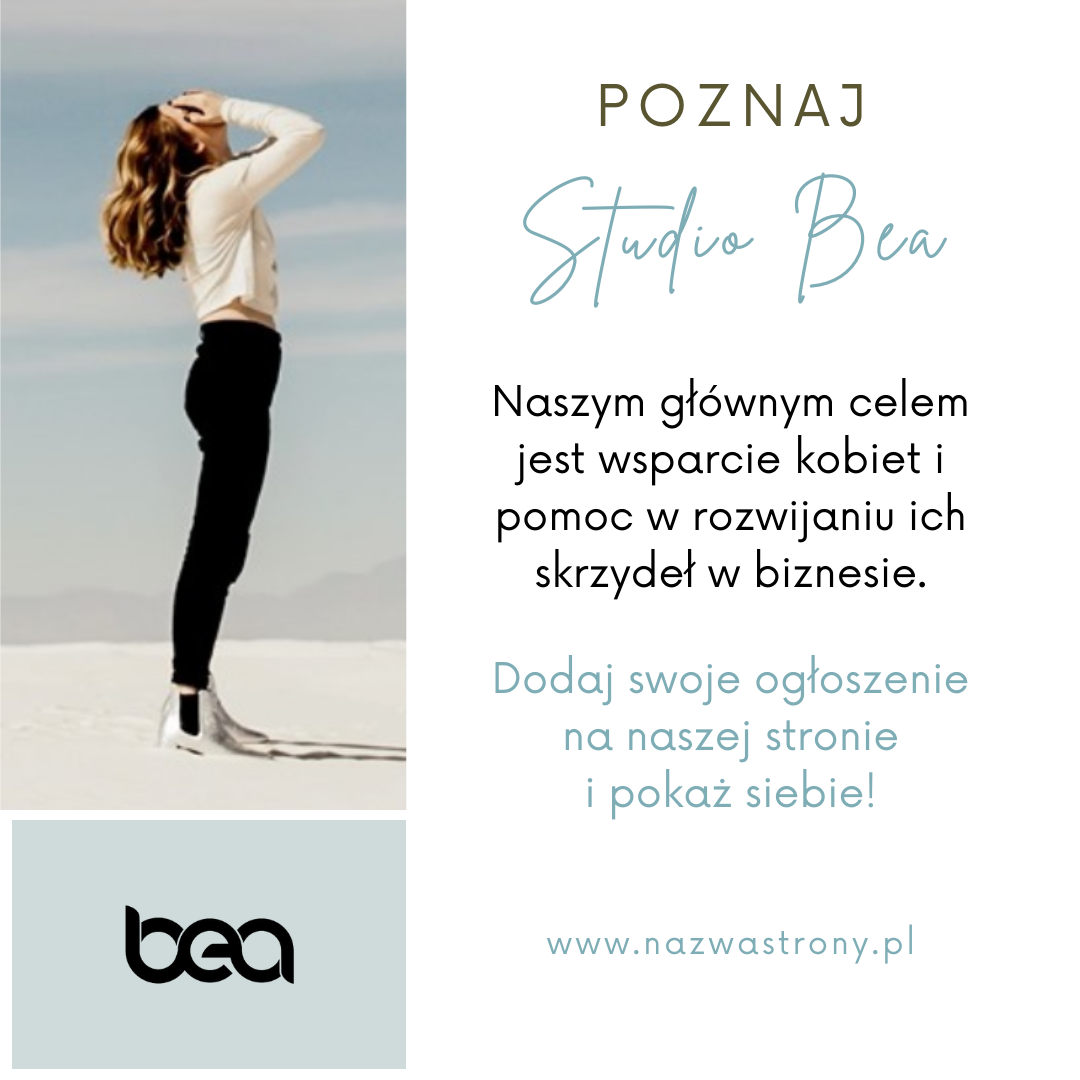 POZNAJ
Studio Bea
Naszym głównym celem
jest wsparcie kobiet i
pomoc w rozwijaniu ich
skrzydeł w biznesie.
Dodaj swoje ogłoszenie
na naszej stronie
i pokaż siebie!
www.nazwastrony.pl
bea